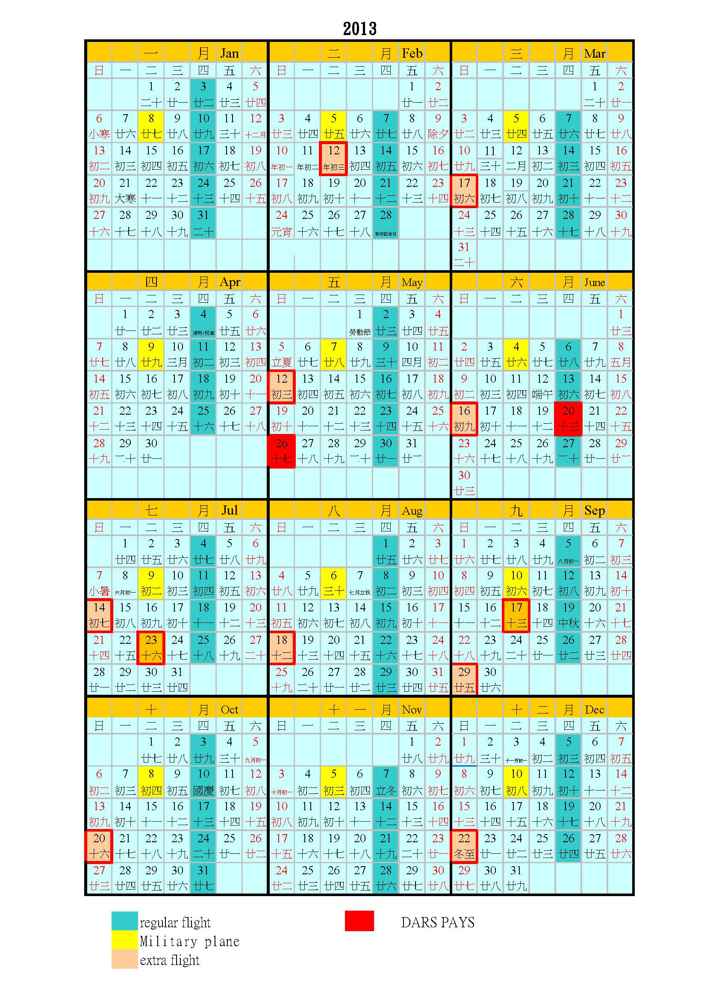 2013
一 月 Jan
日 一 二 三 四 五 六
1 2 3 4 5
二十 廿一 廿二 廿三 廿四
6 7 8 9 10 11 12
小寒 廿六 廿七 廿八 廿九 三十 十二月
13 14 15 16 17 18 19
初二 初三 初四 初五 初六 初七 初八
20 21 22 23 24 25 26
初九 大寒 十一 十二 十三 十四 十五
27 28 29 30 31
十六 十七 十八 十九 二十
二 月 Feb
日 一 二 三 四 五 六
1 2
廿一 廿二
3 4 5 6 7 8 9
廿三 廿四 廿五 廿六 廿七 廿八 除夕
10 11 12 13 14 15 16
年初一 年初二 年初三 初四 初五 初六 初七
17 18 19 20 21 22 23
初八 初九 初十 十一 十二 十三 十四
24 25 26 27 28
元宵 十六 十七 十八 和平紀念日
三 月 Mar
日 一 二 三 四 五 六
1 2
二十 廿一
3 4 5 6 7 8 9
廿二 廿三 廿四 廿五 廿六 廿七 廿八
10 11 12 13 14 15 16
廿九 三十 二月 初二 初三 初四 初五
17 18 19 20 21 22 23
初六 初七 初八 初九 初十 十一 十二
24 25 26 27 28 29 30
十三 十四 十五 十六 十七 十八 十九
31
二十
四 月 Apr
日 一 二 三 四 五 六
1 2 3 4 5 6
廿一 廿二 廿三 清明/兒童 廿五 廿六
7 8 9 10 11 12 13
廿七 廿八 廿九 三月 初二 初三 初四
14 15 16 17 18 19 20
初五 初六 初七 初八 初九 初十 十一
21 22 23 24 25 26 27
十二 十三 十四 十五 十六 十七 十八
28 29 30
十九 二十 廿一
五 月 May
日 一 二 三 四 五 六
1 2 3 4
勞動節 廿三 廿四 廿五
5 6 7 8 9 10 11
立夏 廿七 廿八 廿九 三十 四月 初二
12 13 14 15 16 17 18
初三 初四 初五 初六 初七 初八 初九
19 20 21 22 23 24 25
初十 十一 十二 十三 十四 十五 十六
26 27 28 29 30 31
十七 十八 十九 二十 廿一 廿二
六 月 June
日 一 二 三 四 五 六
1
廿三
2 3 4 5 6 7 8
廿四 廿五 廿六 廿七 廿八 廿九 五月
9 10 11 12 13 14 15
初二 初三 初四 端午 初六 初七 初八
16 17 18 19 20 21 22
初九 初十 十一 十二 十三 十四 十五
23 24 25 26 27 28 29
十六 十七 十八 十九 二十 廿一 廿二
30
廿三
七 月 Jul
日 一 二 三 四 五 六
1 2 3 4 5 6
廿四 廿五 廿六 廿七 廿八 廿九
7 8 9 10 11 12 13
小暑 六月初一 初二 初三 初四 初五 初六
14 15 16 17 18 19 20
初七 初八 初九 初十 十一 十二 十三
21 22 23 24 25 26 27
十四 十五 十六 十七 十八 十九 二十
28 29 30 31
廿一 廿二 廿三 廿四
八 月 Aug
日 一 二 三 四 五 六
1 2 3
廿五 廿六 廿七
4 5 6 7 8 9 10
廿八 廿九 三十 七月立秋 初二 初三 初四
11 12 13 14 15 16 17
初五 初六 初七 初八 初九 初十 十一
18 19 20 21 22 23 24
十二 十三 十四 十五 十六 十七 十八
25 26 27 28 29 30 31
十九 二十 廿一 廿二 廿三 廿四 廿五
九 月 Sep
日 一 二 三 四 五 六
1 2 3 4 5 6 7
廿六 廿七 廿八 廿九 八月初一 初二 初三
8 9 10 11 12 13 14
初四 初五 初六 初七 初八 初九 初十
15 16 17 18 19 20 21
十一 十二 十三 十四 中秋 十六 十七
22 23 24 25 26 27 28
十八 十九 二十 廿一 廿二 廿三 廿四
29 30
廿五 廿六
十 月 Oct
日 一 二 三 四 五 六
1 2 3 4 5
廿七 廿八 廿九 三十 九月初一
6 7 8 9 10 11 12
初二 初三 初四 初五 國慶 初七 初八
13 14 15 16 17 18 19
初九 初十 十一 十二 十三 十四 十五
20 21 22 23 24 25 26
十六 十七 十八 十九 二十 廿一 廿二
27 28 29 30 31
廿三 廿四 廿五 廿六 廿七
十 一 月 Nov
日 一 二 三 四 五 六
1 2
廿八 廿九
3 4 5 6 7 8 9
十月初一 初二 初三 初四 立冬 初六 初七
10 11 12 13 14 15 16
初八 初九 初十 十一 十二 十三 十四
17 18 19 20 21 22 23
十五 十六 十七 十八 十九 二十 廿一
24 25 26 27 28 29 30
廿二 廿三 廿四 廿五 廿六 廿七 廿八
十 二 月 Dec
日 一 二 三 四 五 六
1 2 3 4 5 6 7
廿九 三十 十一月初一 初二 初三 初四 初五
8 9 10 11 12 13 14
初六 初七 初八 初九 初十 十一 十二
15 16 17 18 19 20 21
十三 十四 十五 十六 十七 十八 十九
22 23 24 25 26 27 28
冬至 廿一 廿二 廿三 廿四 廿五 廿六
29 30 31
廿七 廿八 廿九
regular flight
Military plane
extra flight
DARS PAYS